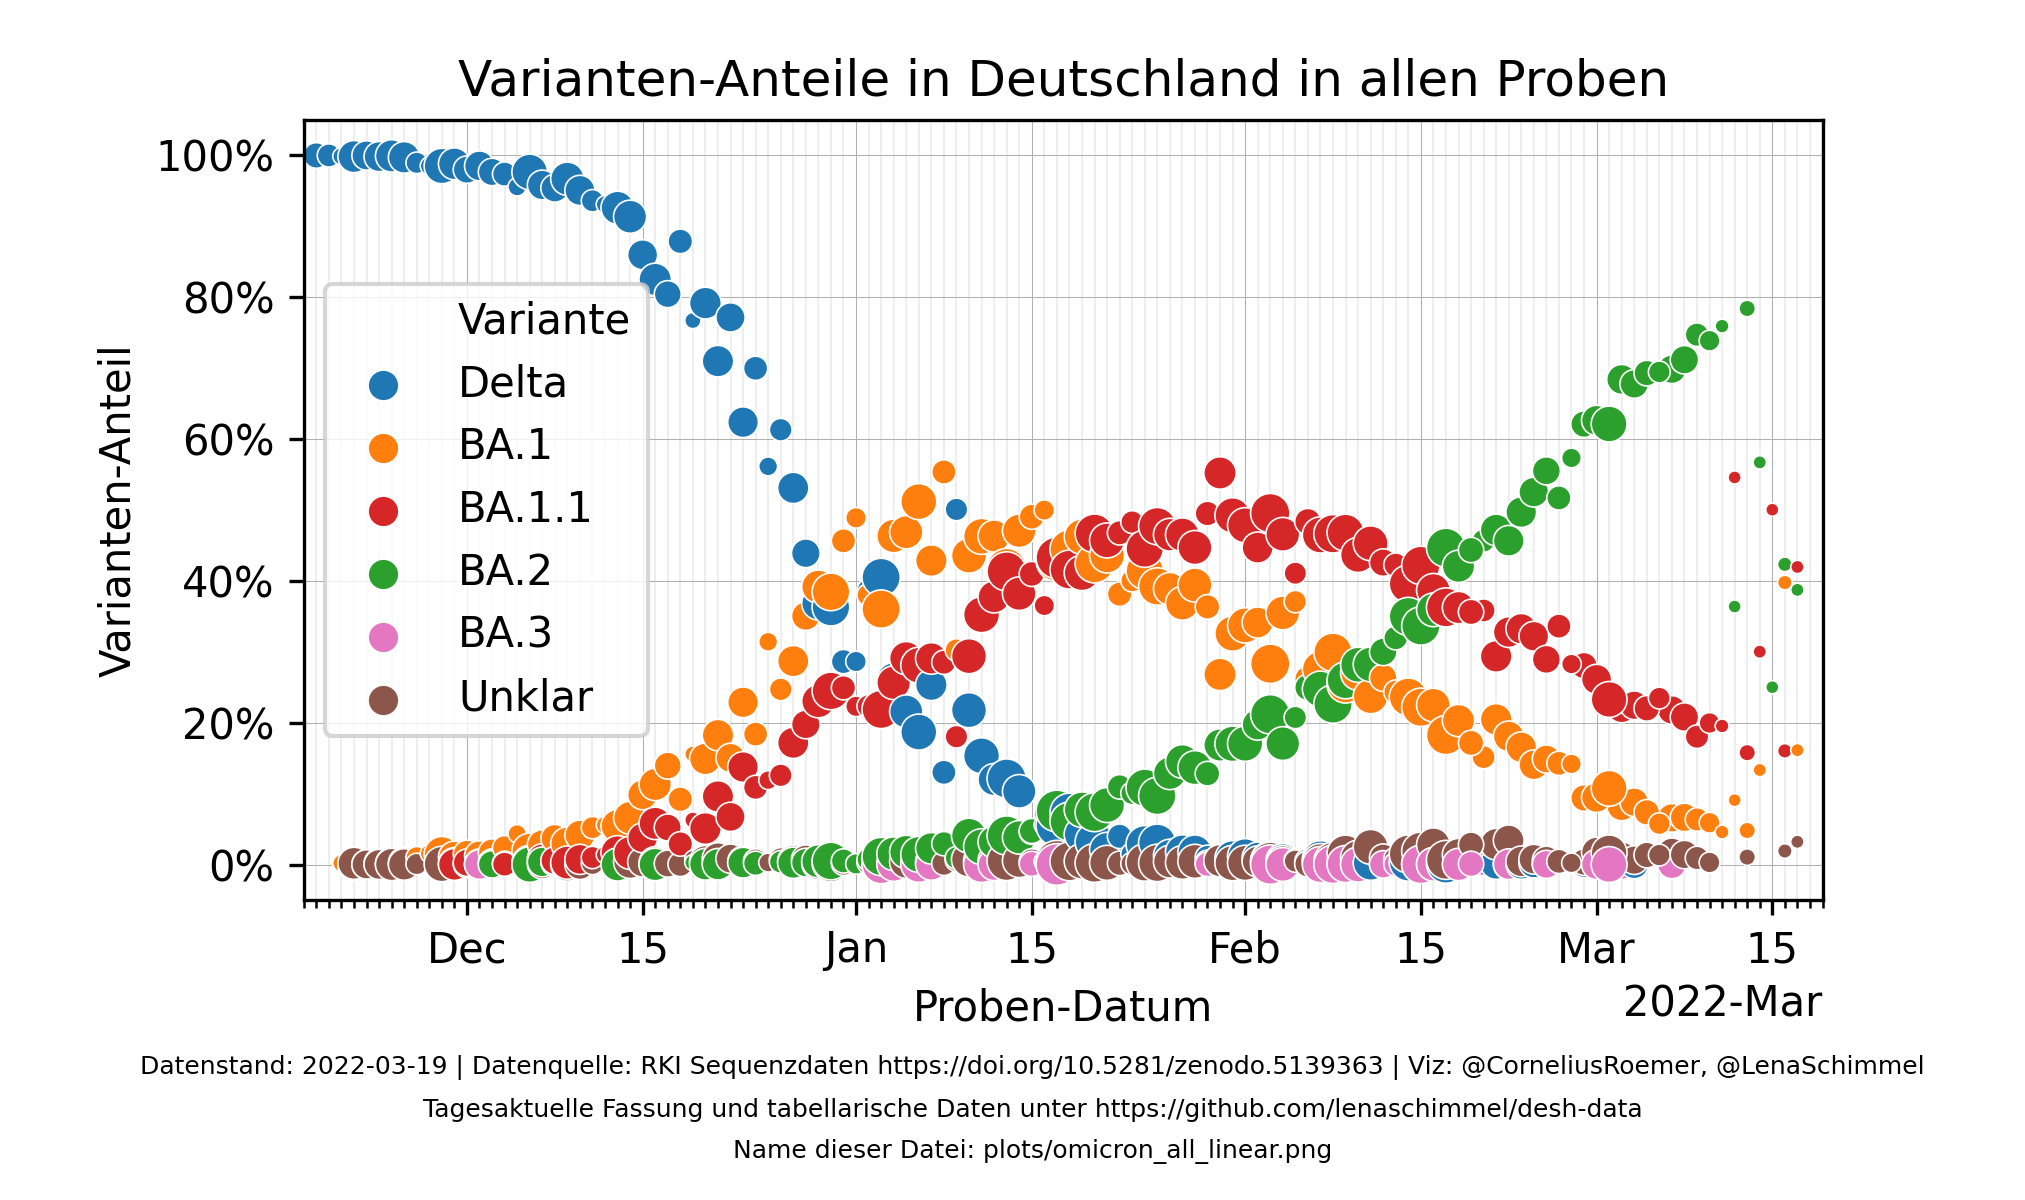 Varianten-Anteile in Deutschland in allen Proben
100%
80%
60%
40%
20%
0%
Varianten-Anteil
Variante
Delta
BA.1
BA.1.1
BA.2
BA.3
Unklar
Dec 15 Jan 15 Feb 15 Mar 15
Proben-Datum
2022-Mar
Datenstand: 2022-03-19 | Datenquelle: RKI Sequenzdaten https://doi.org/10.5281/zenodo.5139363 | Viz: @CorneliusRoemer, @LenaSchimmel
Tagesaktuelle Fassung und tabellarische Daten unter https://github.com/lenaschimmel/desh-data
Name dieser Datei: plots/omicron_all_linear.png